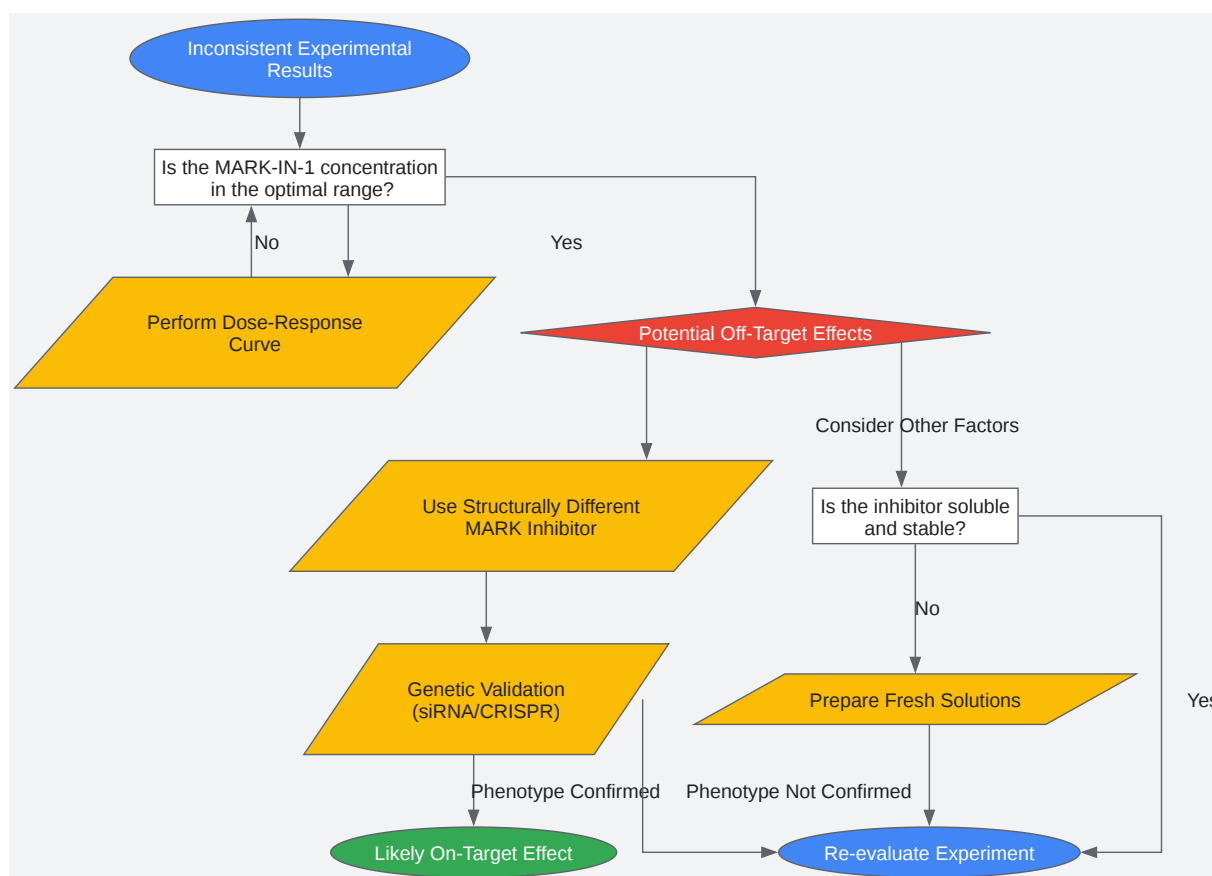 Inconsistent Experimental
Results
Is the MARK-IN-1 concentration
in the optimal range?
No
Yes
Perform Dose-Response
Curve
Potential Off-Target Effects
Consider Other Factors
Use Structurally Different
MARK Inhibitor
Is the inhibitor soluble
and stable?
No
Genetic Validation
(siRNA/CRISPR)
Prepare Fresh Solutions
Yes
Phenotype Confirmed
Phenotype Not Confirmed
Likely On-Target Effect
Re-evaluate Experiment